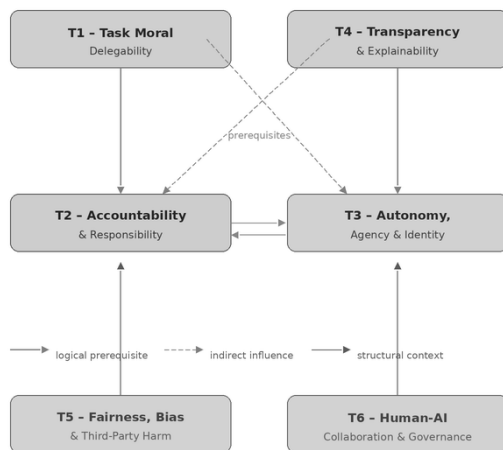 T1 – Task Moral
Delegability
T4 – Transparency
& Explainability
prerequisites
T2 – Accountability
& Responsibility
T3 – Autonomy,
Agency & Identity
logical prerequisite
indirect influence
structural context
T5 – Fairness, Bias
& Third-Party Harm
T6 – Human-AI
Collaboration & Governance